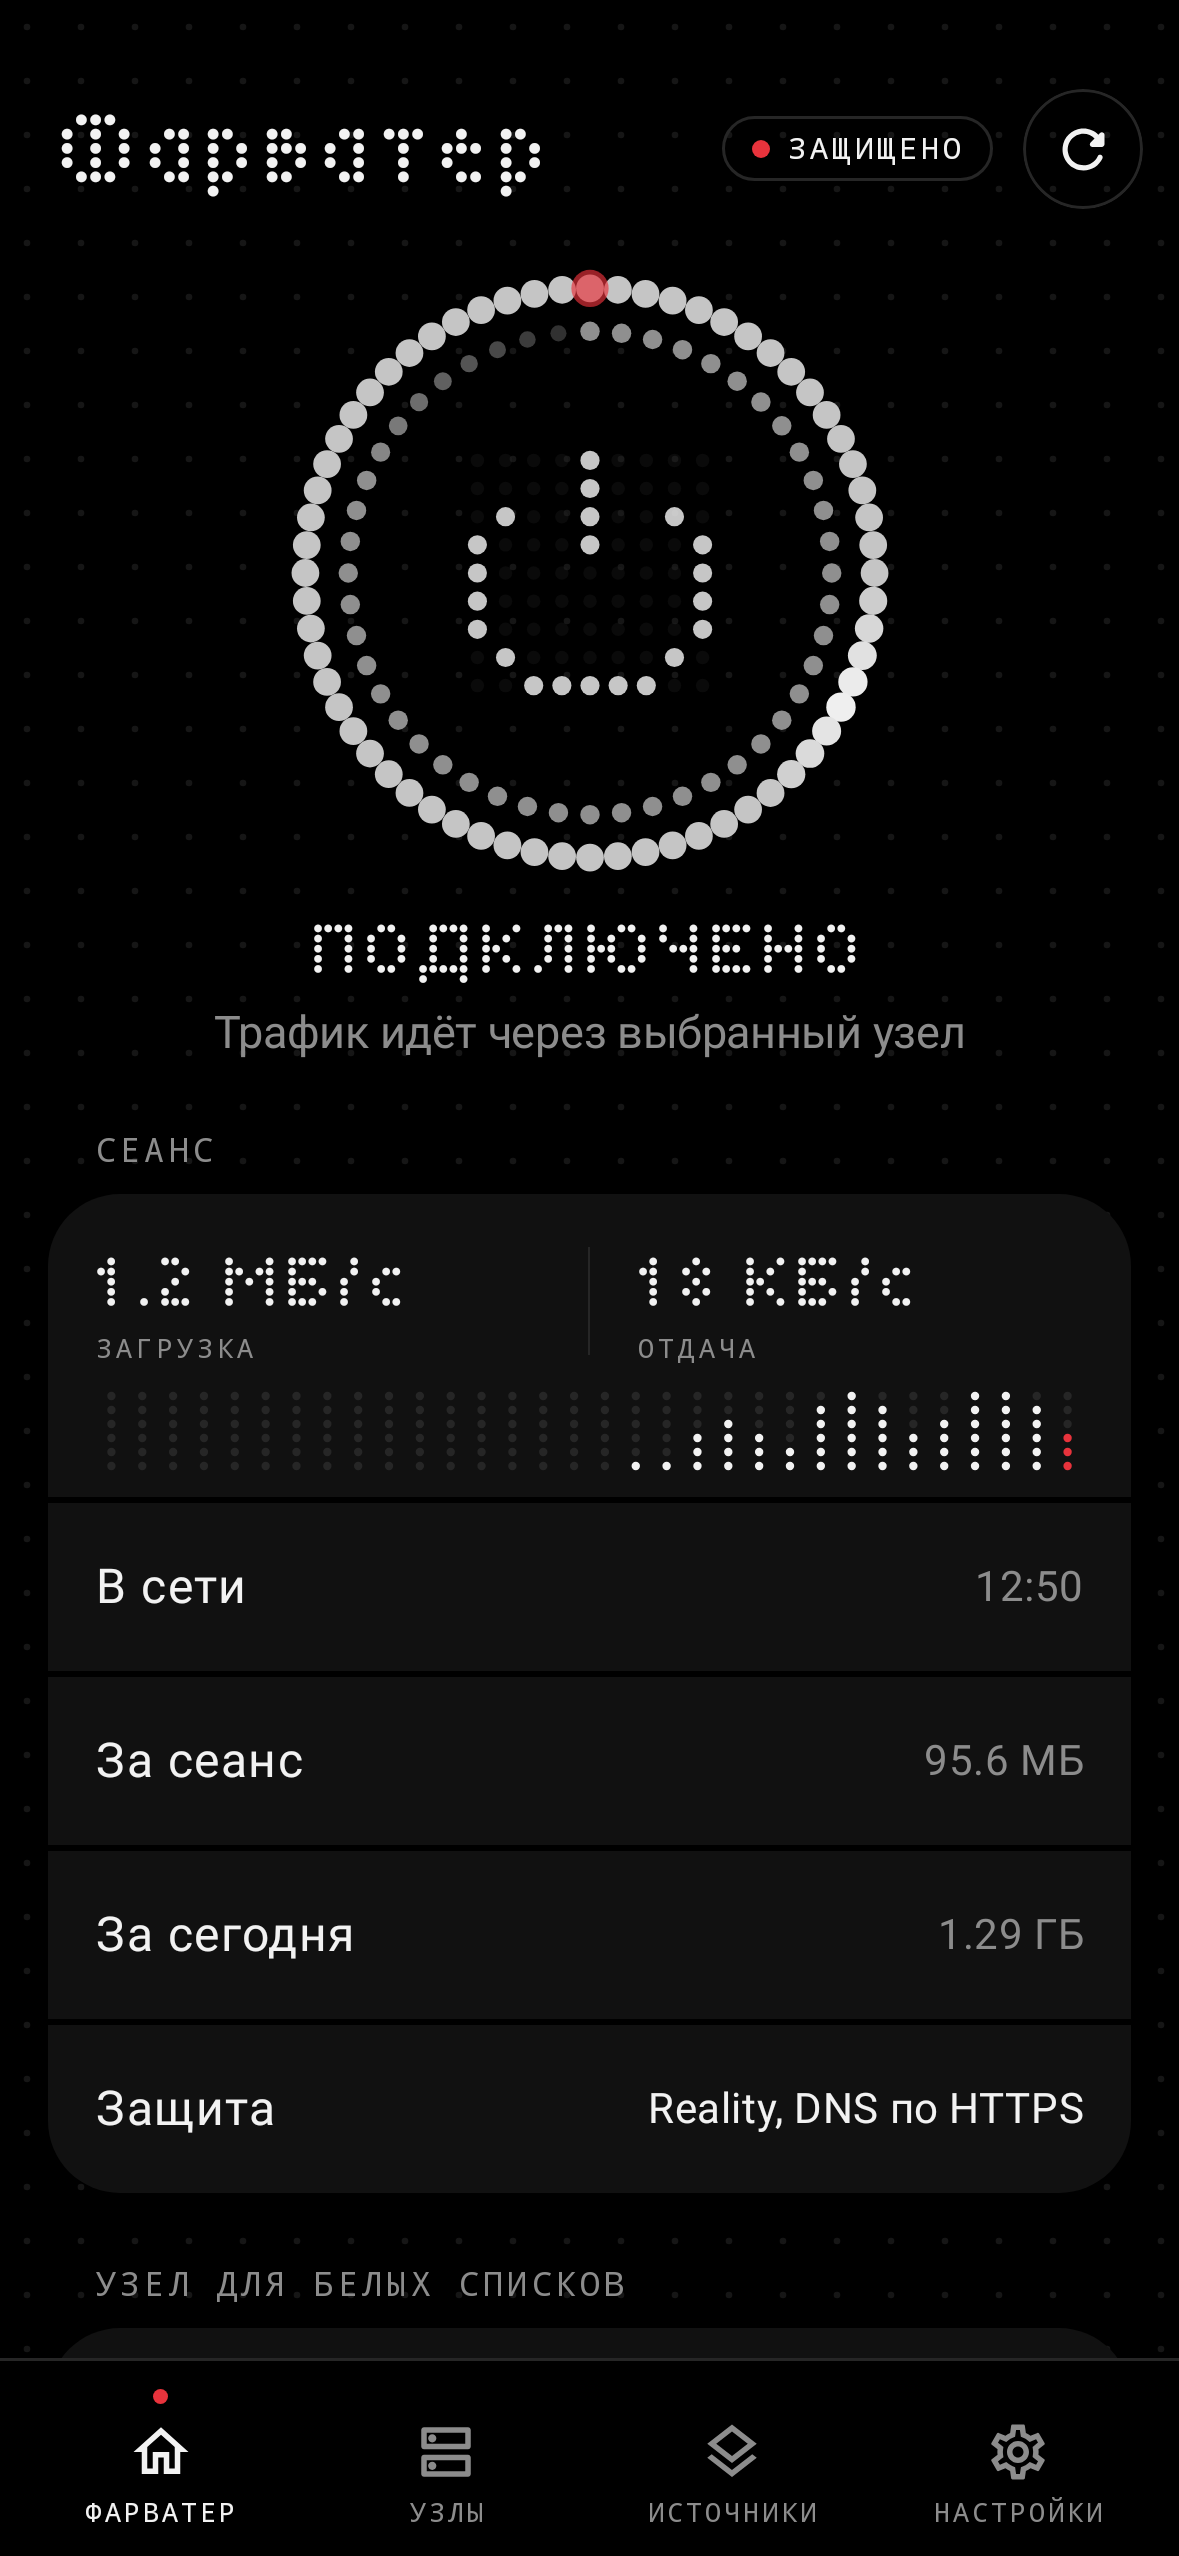 Фарватер
ЗАЩИЩЕНО
ПОДКЛЮЧЕНО
Трафик идёт через выбранный узел
СЕАНС
1.2 МБ/с
18 КБ/с
ЗАГРУЗКА
ОТДАЧА
В сети
12:50
За сеанс
95.6 МБ
За сегодня
1.29 ГБ
Защита
Reality, DNS по HTTPS
УЗЕЛ ДЛЯ БЕЛЫХ СПИСКОВ
ФАРВАТЕР
УЗЛЫ
ИСТОЧНИКИ
НАСТРОЙКИ